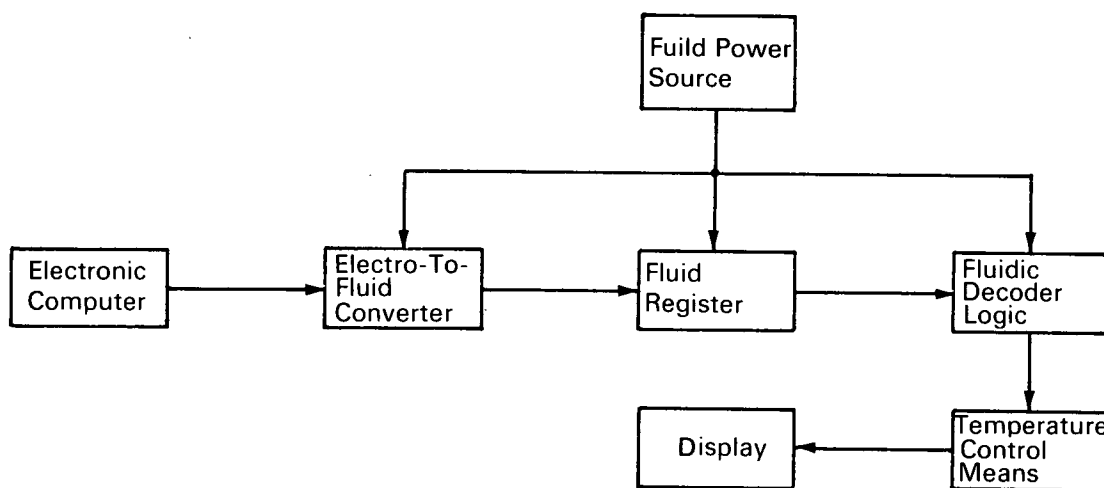 Fuild Power
Source
Electronic
Computer
Electro-To-
Fluid
Converter
Fluid
Register
Fluidic
Decoder
Logic
Display
Temperature
Control
Means